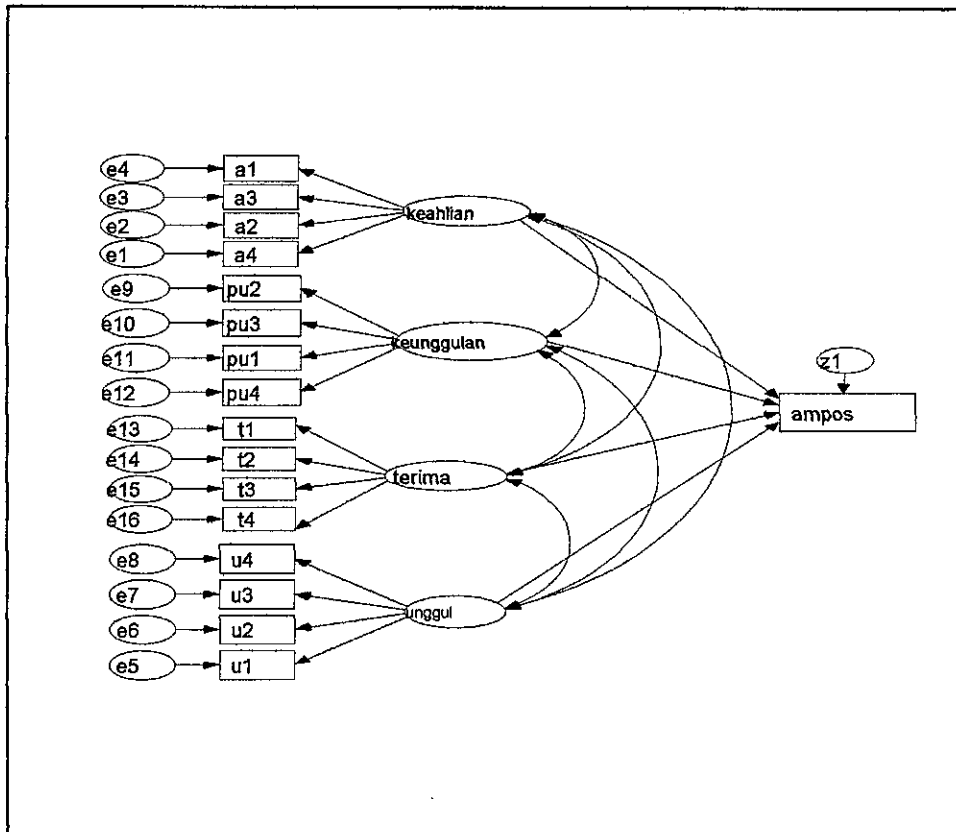 e4 a1
e3 a3
keahlian
e2 a2
e1 a4
e9 pu2
e10 pu3
keunggulan
e11 pu1
z1
e12 pu4
ampos
e13 t1
e14 t2
terima
e15 t3
e16 t4
e8 u4
e7 u3
unggul
e6 u2
e5 u1